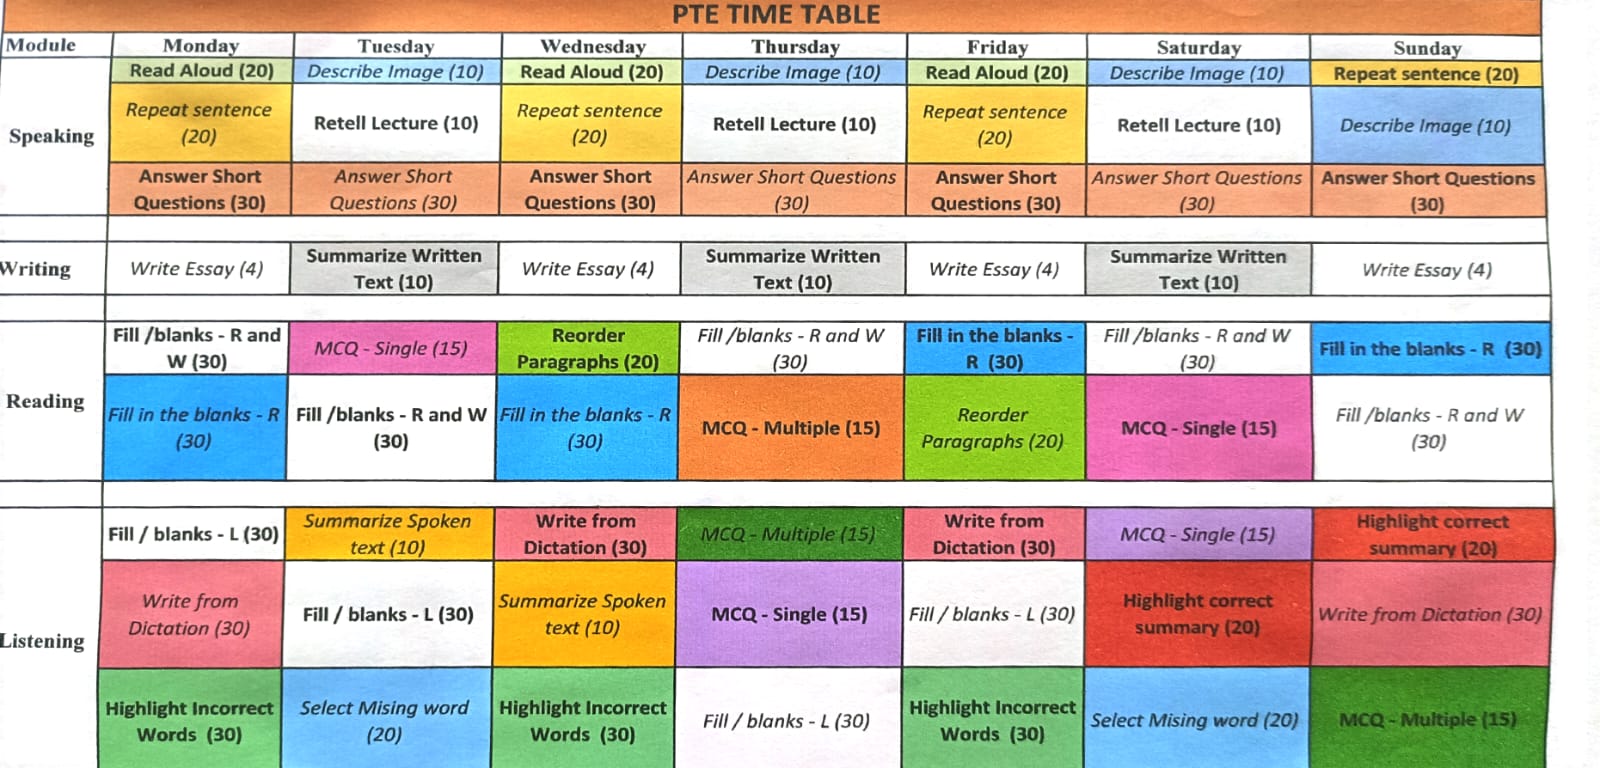 PTE TIME TABLE
Module Monday Tuesday Wednesday Thursday Friday Saturday Sunday
Speaking
Read Aloud (20) Describe Image (10) Read Aloud (20) Describe Image (10) Read Aloud (20) Describe Image (10) Repeat sentence (20)
Repeat sentence
(20)
Retell Lecture (10)
Repeat sentence
(20)
Retell Lecture (10)
Repeat sentence
(20)
Retell Lecture (10)
Describe Image (10)
Answer Short
Questions (30)
Answer Short
Questions (30)
Answer Short
Questions (30)
Answer Short Questions
(30)
Answer Short
Questions (30)
Answer Short Questions
(30)
Answer Short Questions
(30)
Writing
Write Essay (4)
Summarize Written
Text (10)
Write Essay (4)
Summarize Written
Text (10)
Write Essay (4)
Summarize Written
Text (10)
Write Essay (4)
Reading
Fill /blanks - R and
W (30)
MCQ - Single (15)
Reorder
Paragraphs (20)
Fill /blanks - R and W
(30)
Fill in the blanks -
R (30)
Fill /blanks - R and W
(30)
Fill in the blanks - R (30)
Fill in the blanks - R
(30)
Fill /blanks - R and W
(30)
Fill in the blanks - R
(30)
MCQ - Multiple (15)
Reorder
Paragraphs (20)
MCQ - Single (15)
Fill /blanks - R and W
(30)
Listening
Fill / blanks - L (30)
Summarize Spoken
text (10)
Write from
Dictation (30)
MCQ - Multiple (15)
Write from
Dictation (30)
MCQ - Single (15)
Highlight correct
summary (20)
Write from
Dictation (30)
Fill / blanks - L (30)
Summarize Spoken
text (10)
MCQ - Single (15)
Fill / blanks - L (30)
Highlight correct
summary (20)
Write from Dictation (30)
Highlight Incorrect
Words (30)
Select Mising word
(20)
Highlight Incorrect
Words (30)
Fill / blanks - L (30)
Highlight Incorrect
Words (30)
Select Mising word (20)
MCQ - Multiple (15)